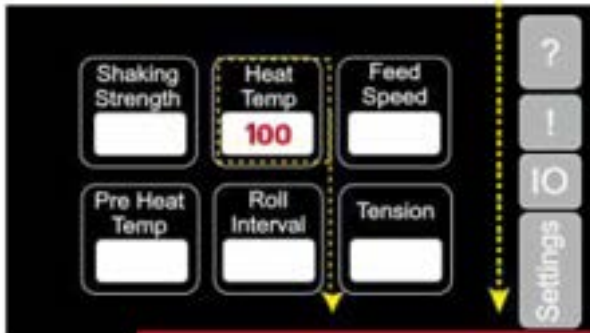 Shaking
Strength
Heat
Temp
100
Feed
Speed
?
!
IO
Pre Heat
Temp
Roll
Interval
Tension
Settings